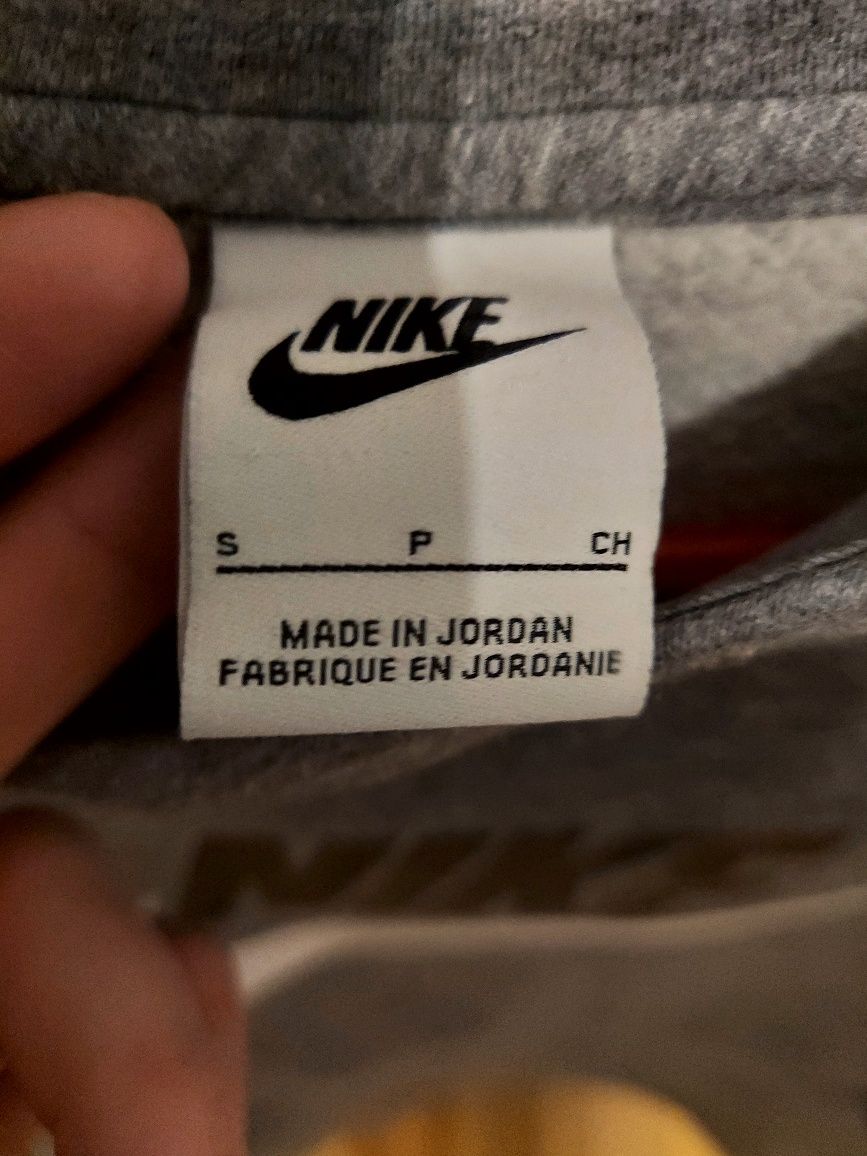 NIKE
S P CH
MADE IN JORDAN
FABRIQUE EN JORDANIE